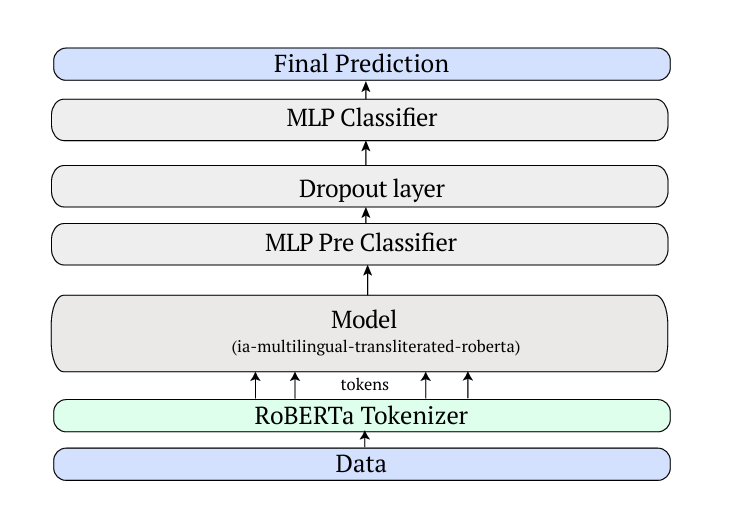 Final Prediction
MLP Classifier
Dropout layer
MLP Pre Classifier
Model
(ia-multilingual-transliterated-roberta)
tokens
RoBERTa Tokenizer
Data